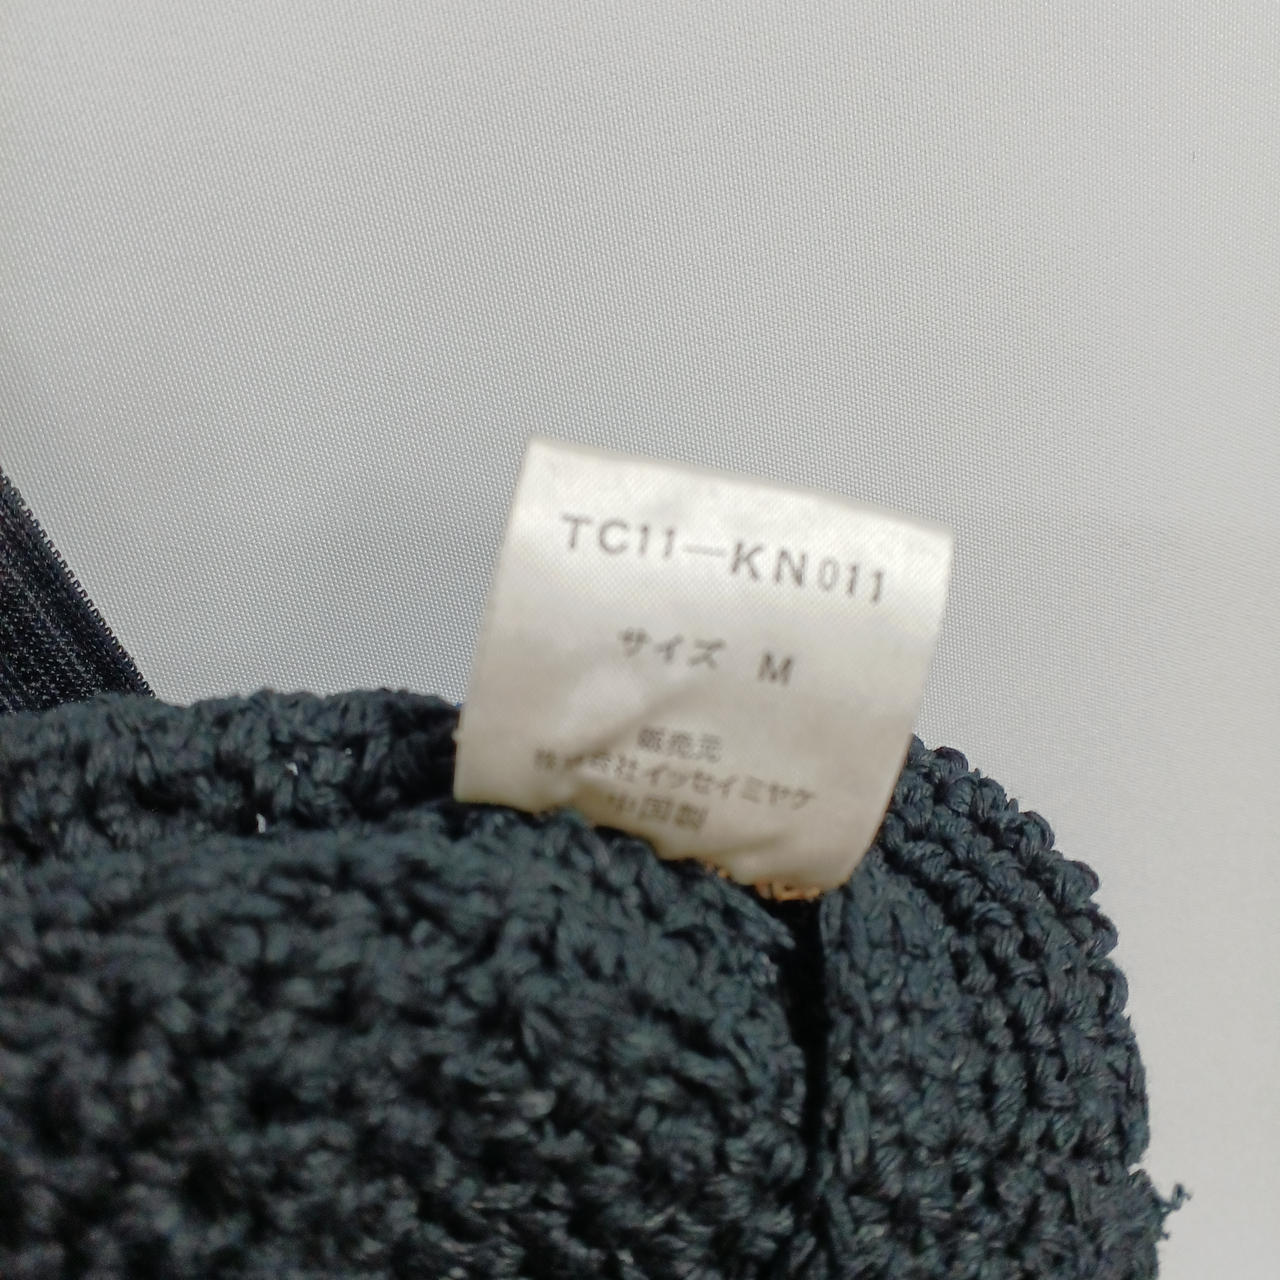 TC11—KN011
サイズ M
販売元
株式会社イッセイミヤケ
中国製